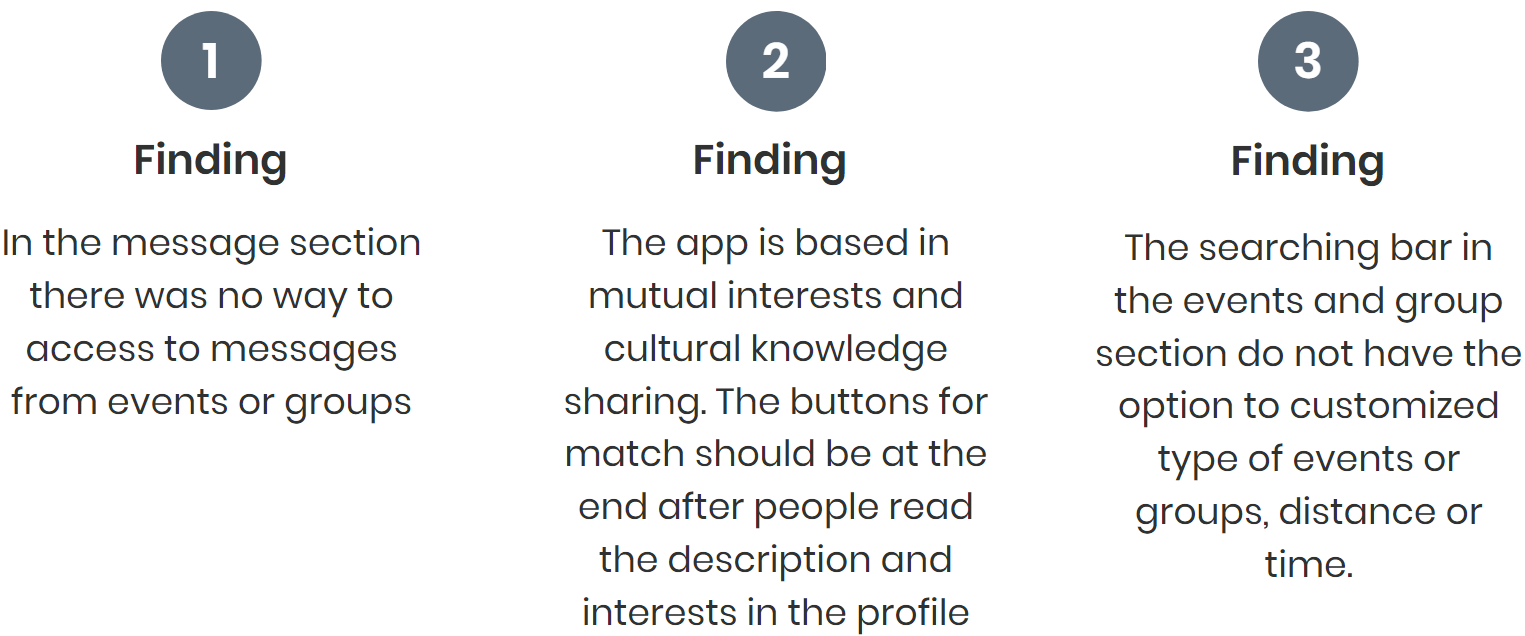 1
Finding
In the message section
there was no way to
access to messages
from events or groups
2
Finding
The app is based in
mutual interests and
cultural knowledge
sharing. The buttons for
match should be at the
end after people read
the description and
interests in the profile
3
Finding
The searching bar in
the events and group
section do not have the
option to customized
type of events or
groups, distance or
time.